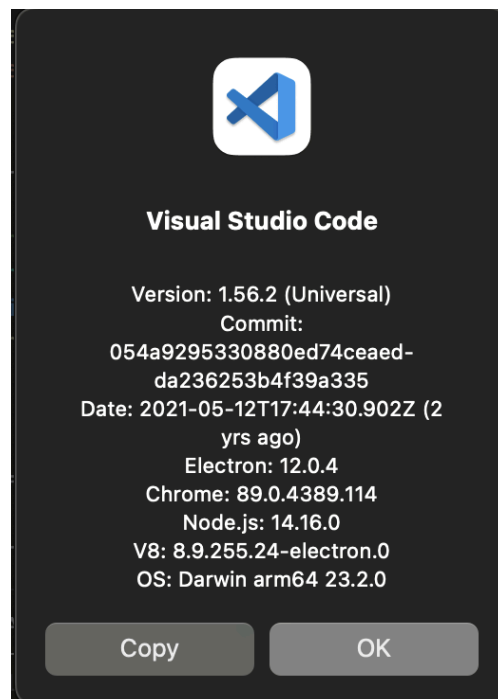 Visual Studio Code
Version: 1.56.2 (Universal)
Commit:
054a9295330880ed74ceaed-
da236253b4f39a335
Date: 2021-05-12T17:44:30.902Z (2
yrs ago)
Electron: 12.0.4
Chrome: 89.0.4389.114
Node.js: 14.16.0
V8: 8.9.255.24-electron.0
OS: Darwin arm64 23.2.0
Copy
OK